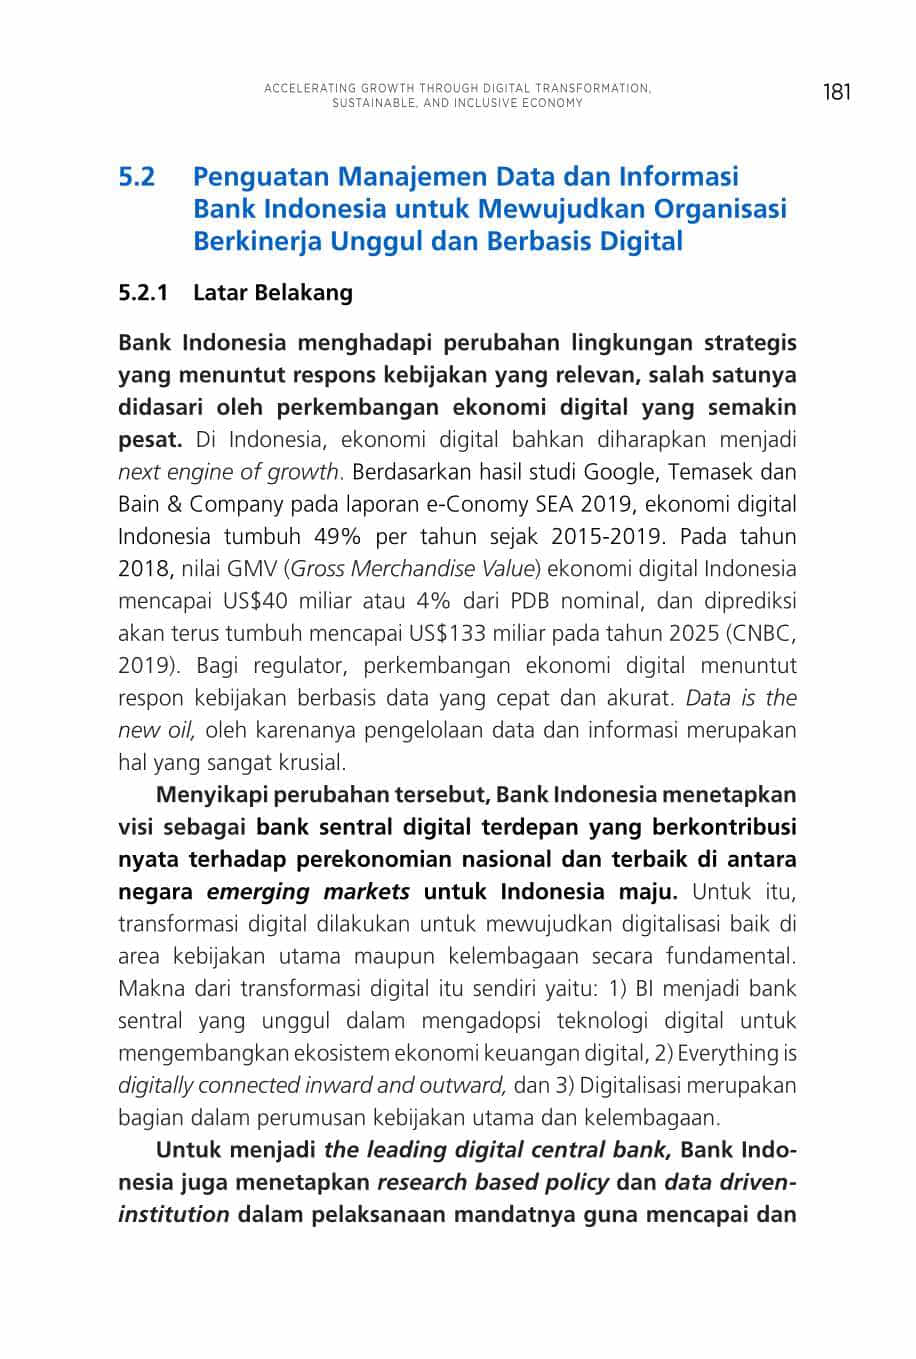 ACCELERATING GROWTH THROUGH DIGITAL TRANSFORMATION,
SUSTAINABLE, AND INCLUSIVE ECONOMY
181
5.2 Penguatan Manajemen Data dan Informasi
Bank Indonesia untuk Mewujudkan Organisasi
Berkinerja Unggul dan Berbasis Digital
5.2.1 Latar Belakang
Bank Indonesia menghadapi perubahan lingkungan strategis
yang menuntut respons kebijakan yang relevan, salah satunya
didasari oleh perkembangan ekonomi digital yang semakin
pesat. Di Indonesia, ekonomi digital bahkan diharapkan menjadi
next engine of growth. Berdasarkan hasil studi Google, Temasek dan
Bain & Company pada laporan e-Conomy SEA 2019, ekonomi digital
Indonesia tumbuh 49% per tahun sejak 2015-2019. Pada tahun
2018, nilai GMV (Gross Merchandise Value) ekonomi digital Indonesia
mencapai US$40 miliar atau 4% dari PDB nominal, dan diprediksi
akan terus tumbuh mencapai US$133 miliar pada tahun 2025 (CNBC,
2019). Bagi regulator, perkembangan ekonomi digital menuntut
respon kebijakan berbasis data yang cepat dan akurat. Data is the
new oil, oleh karenanya pengelolaan data dan informasi merupakan
hal yang sangat krusial.
Menyikapi perubahan tersebut, Bank Indonesia menetapkan
visi sebagai bank sentral digital terdepan yang berkontribusi
nyata terhadap perekonomian nasional dan terbaik di antara
negara emerging markets untuk Indonesia maju. Untuk itu,
transformasi digital dilakukan untuk mewujudkan digitalisasi baik di
area kebijakan utama maupun kelembagaan secara fundamental.
Makna dari transformasi digital itu sendiri yaitu: 1) BI menjadi bank
sentral yang unggul dalam mengadopsi teknologi digital untuk
mengembangkan ekosistem ekonomi keuangan digital, 2) Everything is
digitally connected inward and outward, dan 3) Digitalisasi merupakan
bagian dalam perumusan kebijakan utama dan kelembagaan.
Untuk menjadi the leading digital central bank, Bank Indo-
nesia juga menetapkan research based policy dan data driven-
institution dalam pelaksanaan mandatnya guna mencapai dan